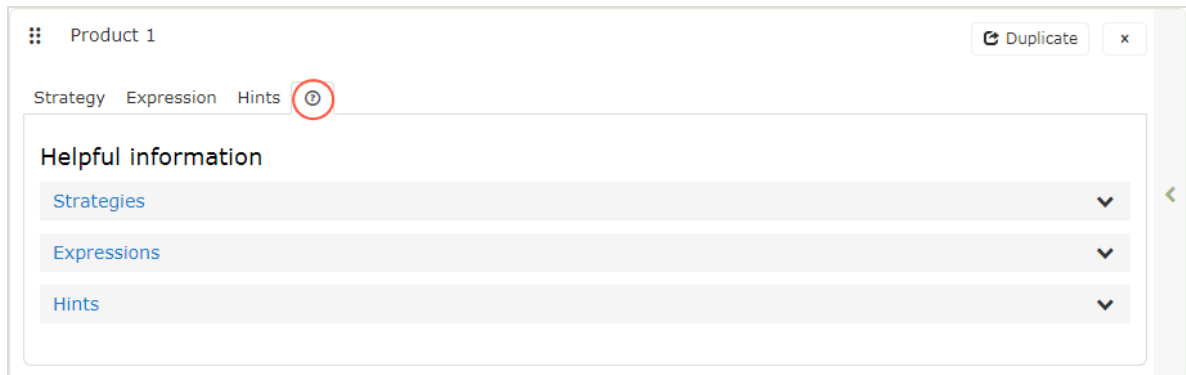 Product 1
Duplicate
x
Strategy Expression Hints ?
Helpful information
Strategies
Expressions
Hints